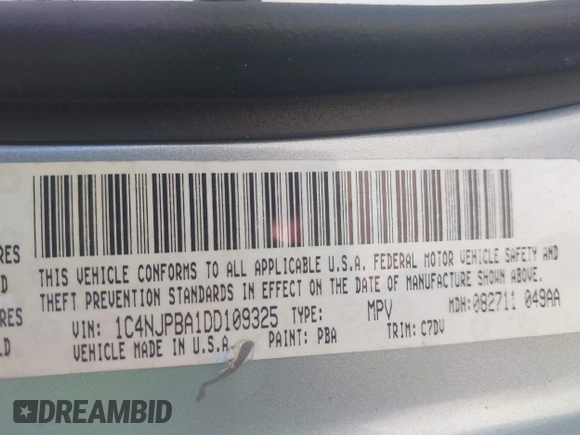 THIS VEHICLE CONFORMS TO ALL APPLICABLE U.S.A. FEDERAL MOTOR VEHICLE SAFETY AND
THEFT PREVENTION STANDARDS IN EFFECT ON THE DATE OF MANUFACTURE SHOWN ABOVE.
VIN: 1C4NJPBA1DD109325 TYPE: MPV MDH:082711 049AA
VEHICLE MADE IN U.S.A. PAINT: PBA TRIM: C7DV
RES
D
RES
LD
DREAMBID